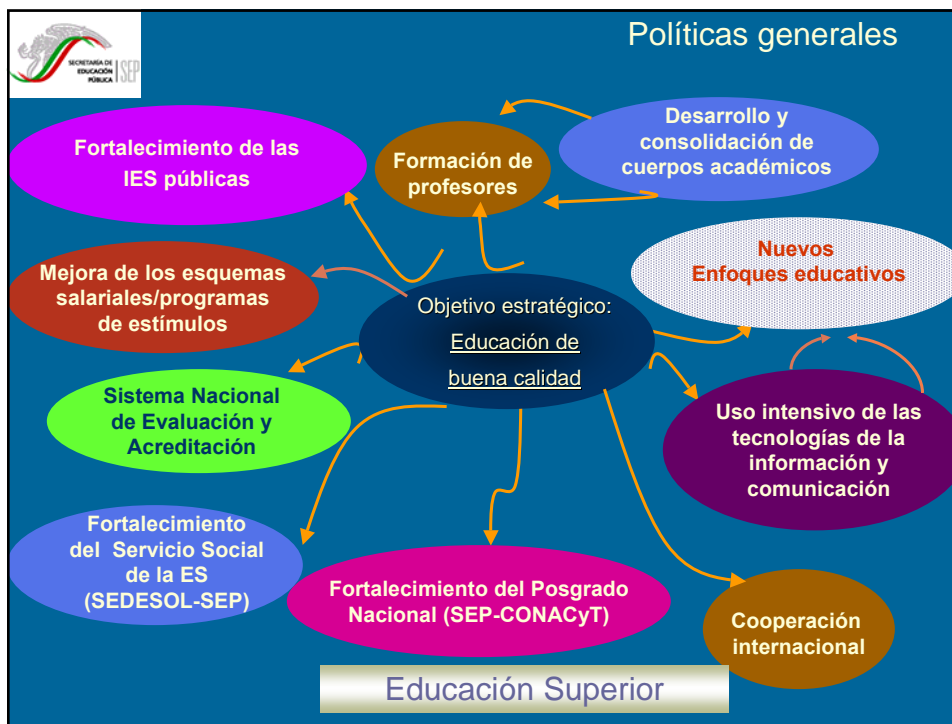 Políticas generales
SECRETARÍA DE
EDUCACIÓN
PÚBLICA
SEP
Fortalecimiento de las
IES públicas
Formación de
profesores
Desarrollo y
consolidación de
cuerpos académicos
Mejora de los esquemas
salariales/programas
de estímulos
Objetivo estratégico:
Educación de
buena calidad
Nuevos
Enfoques educativos
Sistema Nacional
de Evaluación y
Acreditación
Uso intensivo de las
tecnologías de la
información y
comunicación
Fortalecimiento
del Servicio Social
de la ES
(SEDESOL-SEP)
Fortalecimiento del Posgrado
Nacional (SEP-CONACyT)
Cooperación
internacional
Educación Superior